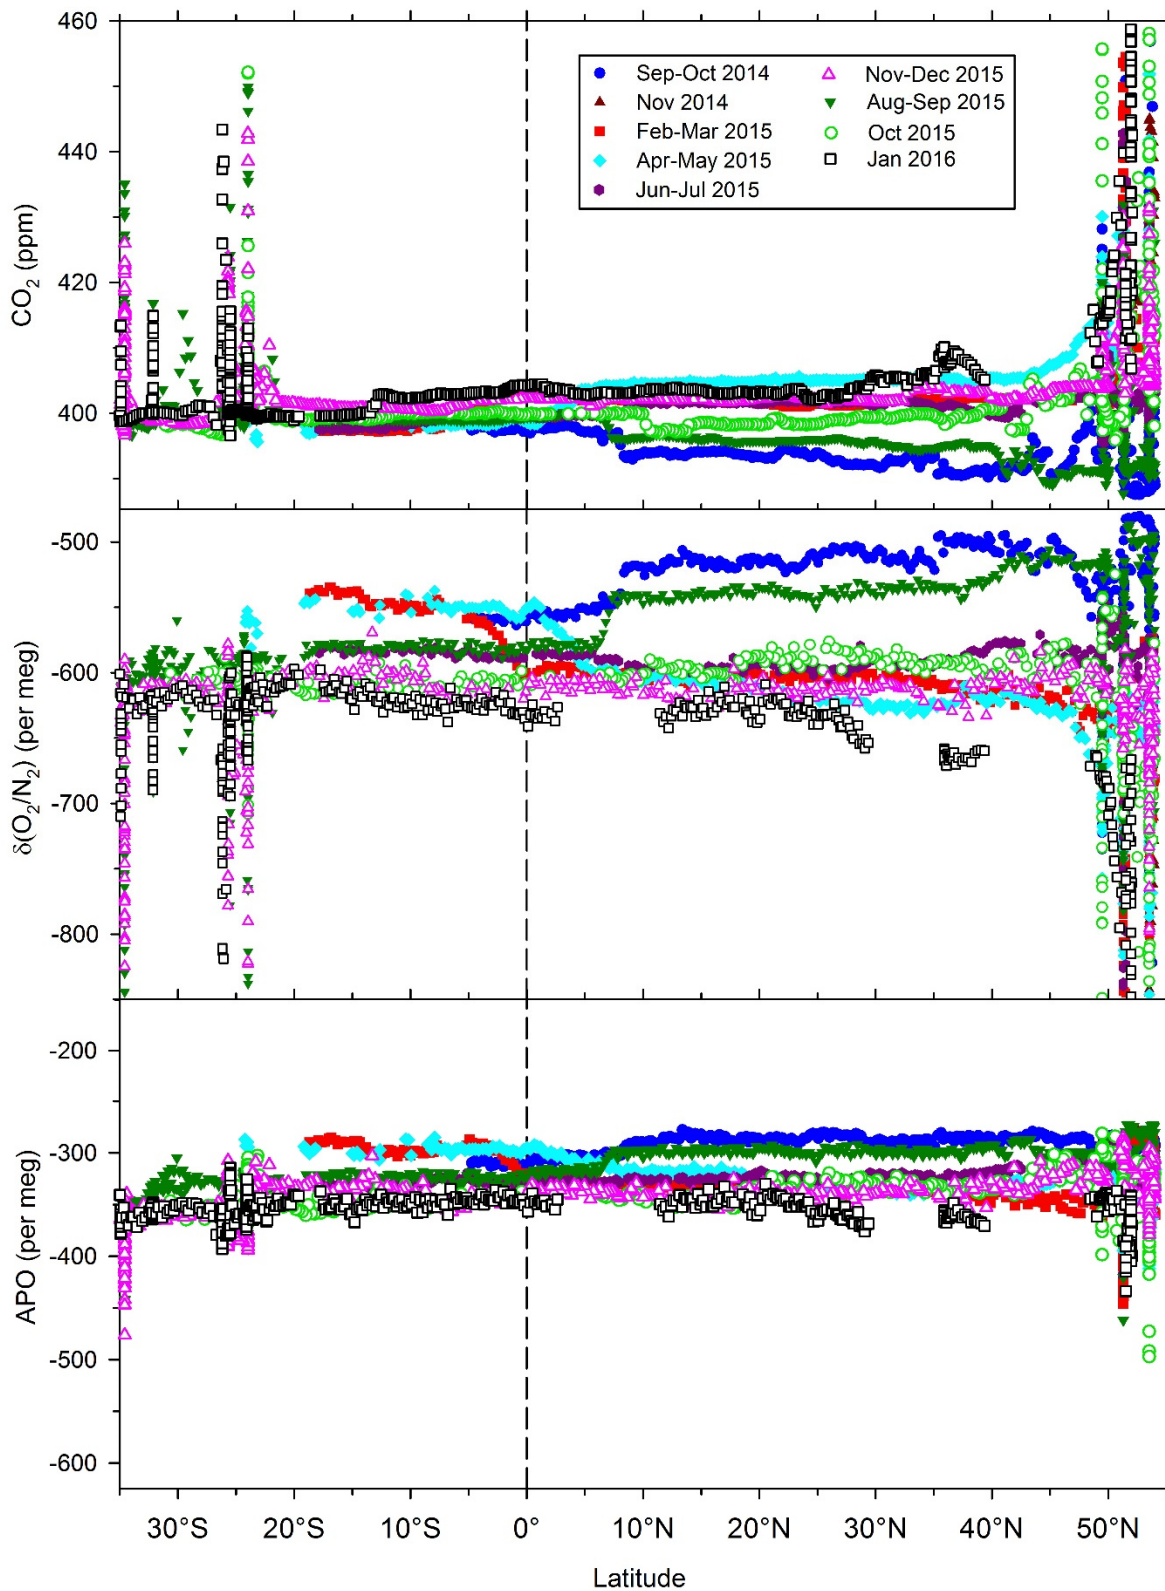 460
440
420
400
CO2 (ppm)
Sep-Oct 2014
Nov 2014
Feb-Mar 2015
Apr-May 2015
Jun-Jul 2015
Nov-Dec 2015
Aug-Sep 2015
Oct 2015
Jan 2016
-500
-600
-700
-800
δ(O2/N2) (per meg)
-200
-300
-400
-500
-600
APO (per meg)
30°S 20°S 10°S 0° 10°N 20°N 30°N 40°N 50°N
Latitude